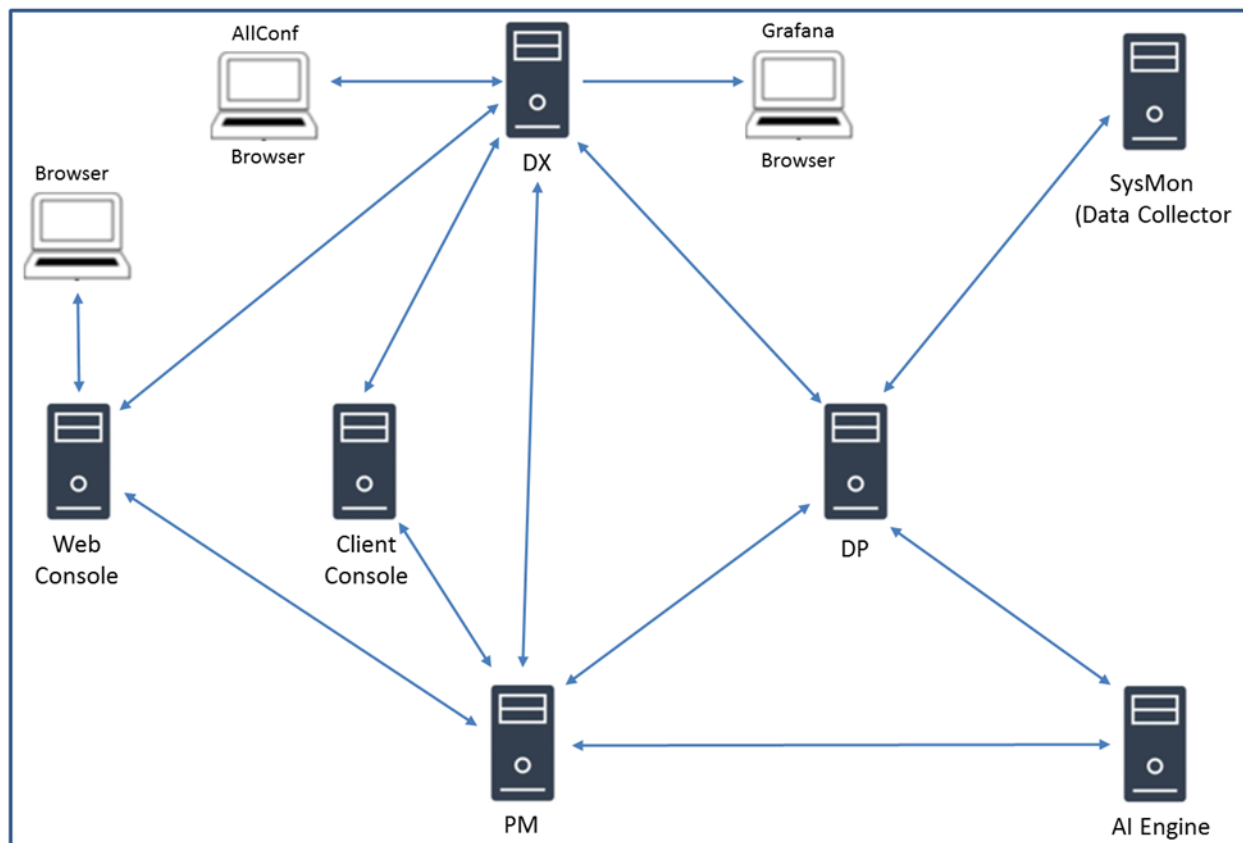 AllConf
Browser
DX
Grafana
Browser
SysMon
(Data Collector
Browser
Web
Console
Client
Console
DP
PM
AI Engine